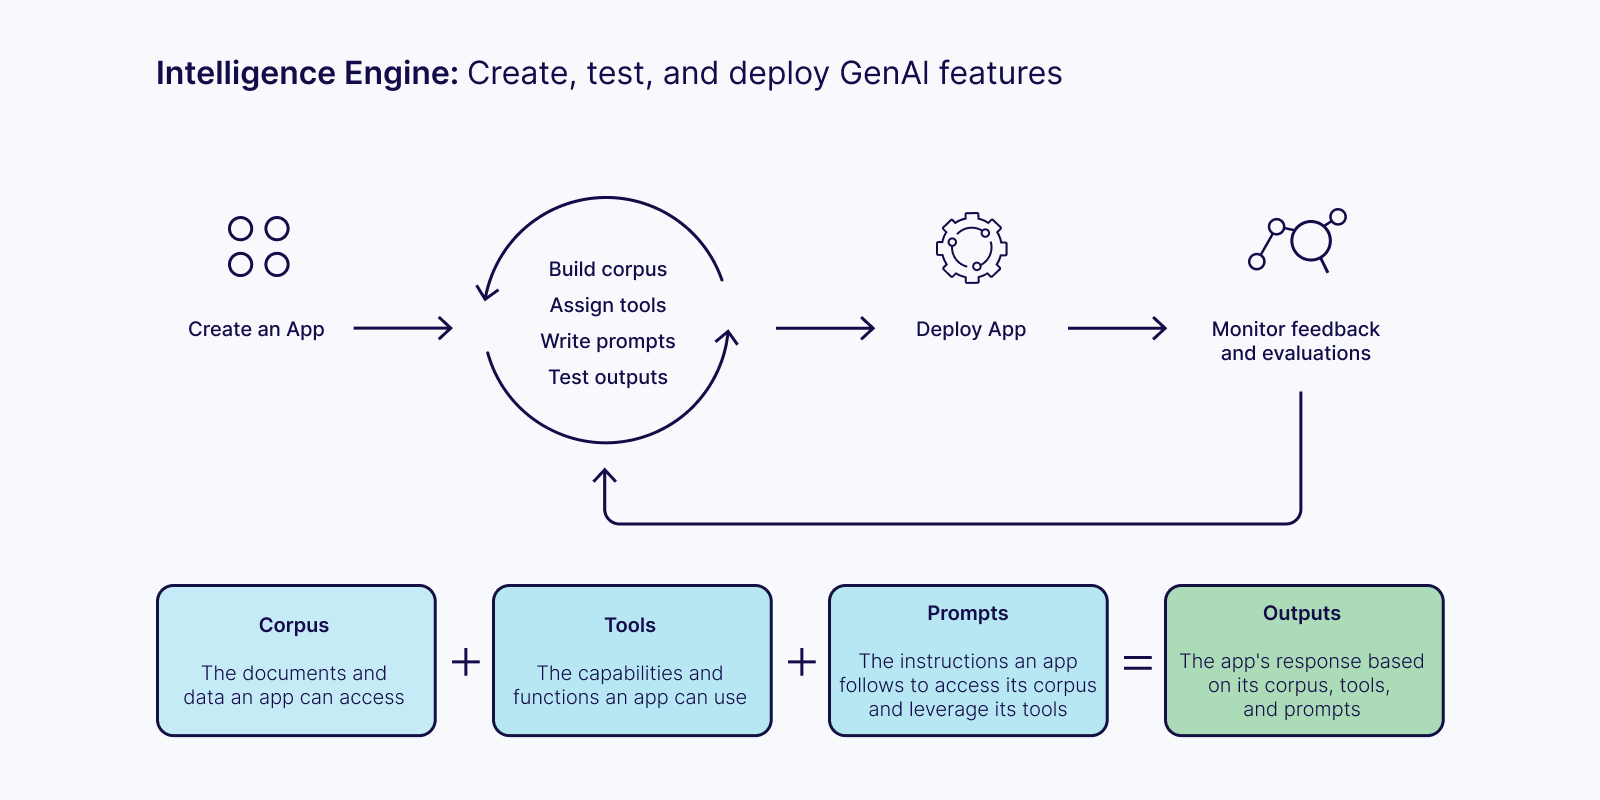 Intelligence Engine: Create, test, and deploy GenAI features
Build corpus
Assign tools
Write prompts
Test outputs
Create an App
Deploy App
Monitor feedback
and evaluations
Corpus
The documents and
data an app can access
+
Tools
The capabilities and
functions an app can use
+
Prompts
The instructions an app
follows to access its corpus
and leverage its tools
=
Outputs
The app's response based
on its corpus, tools,
and prompts